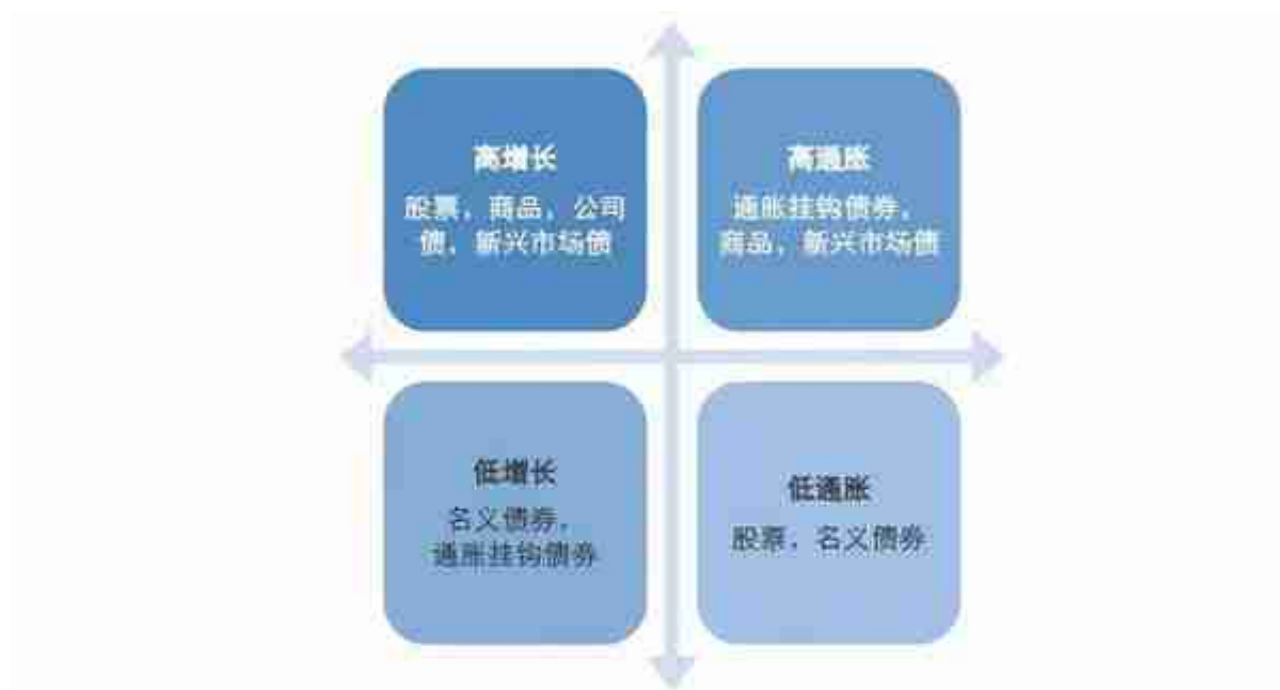 高增长
股票，商品，公司
债，新兴市场债
高通胀
通胀挂钩债券，
商品，新兴市场债
低增长
名义债券，
通胀挂钩债券
低通胀
股票，名义债券